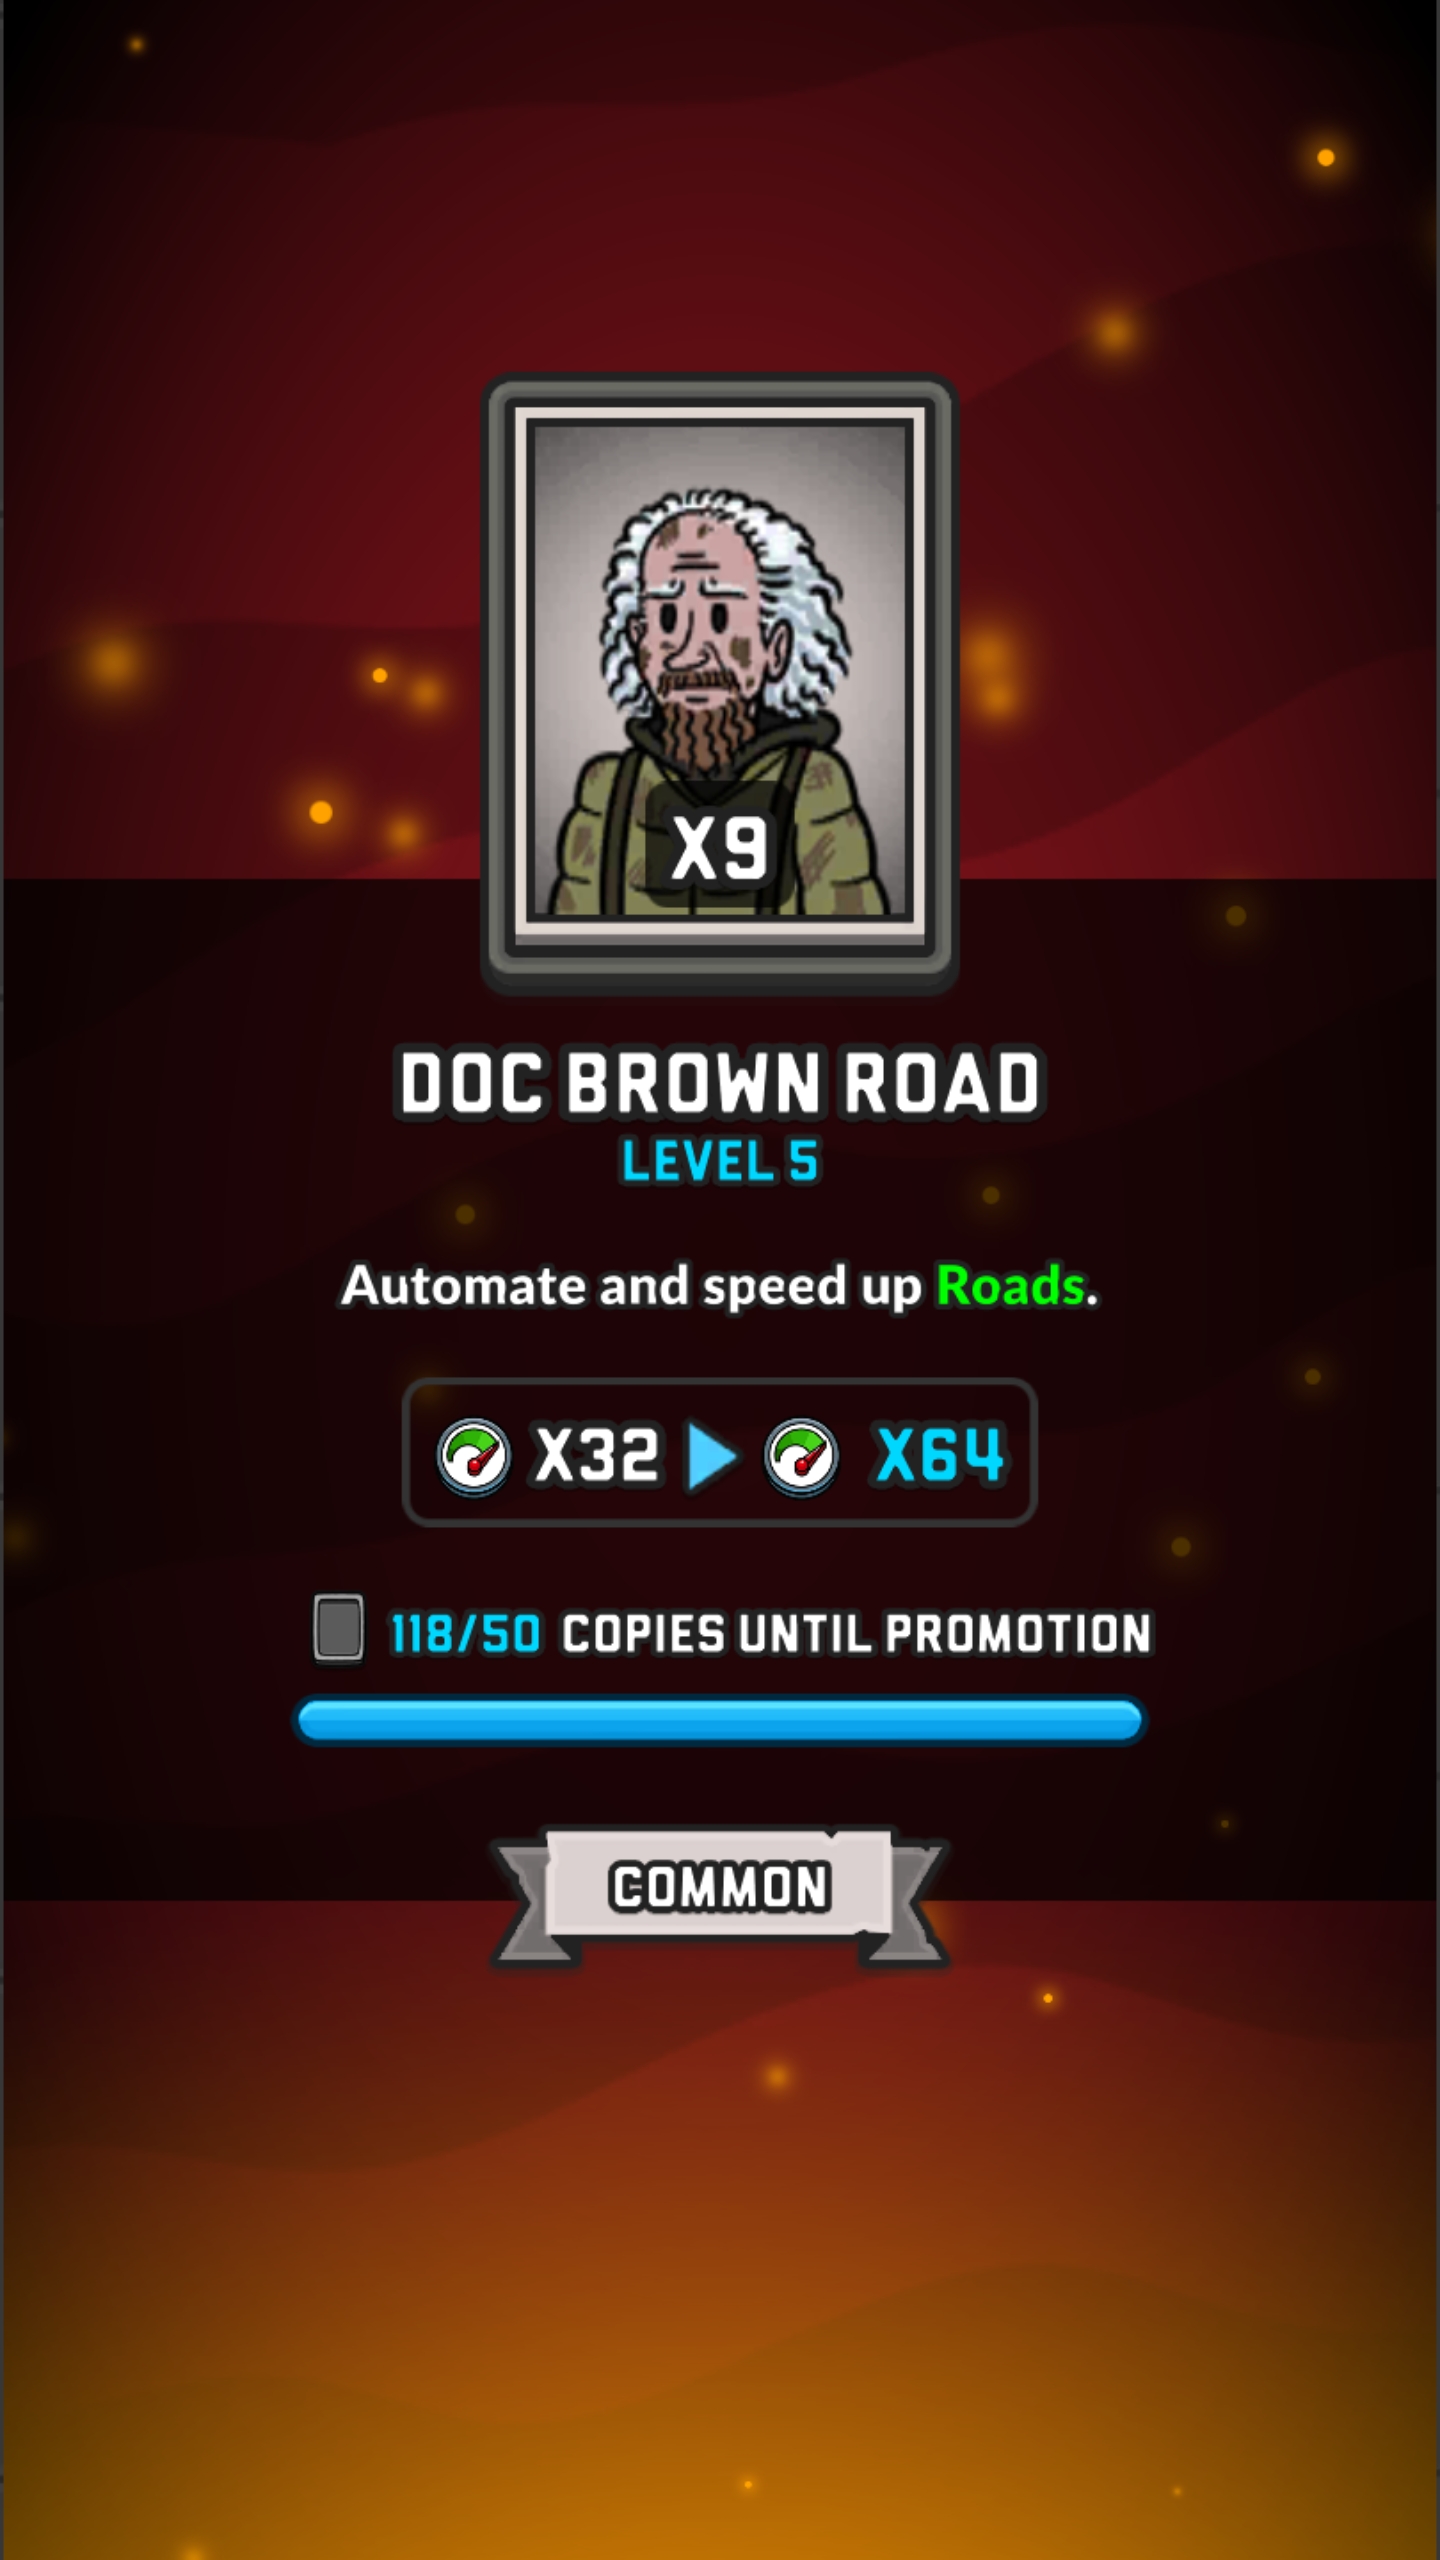 X9
DOC BROWN ROAD
LEVEL 5
Automate and speed up Roads.
X32 X64
118/50 COPIES UNTIL PROMOTION
COMMON